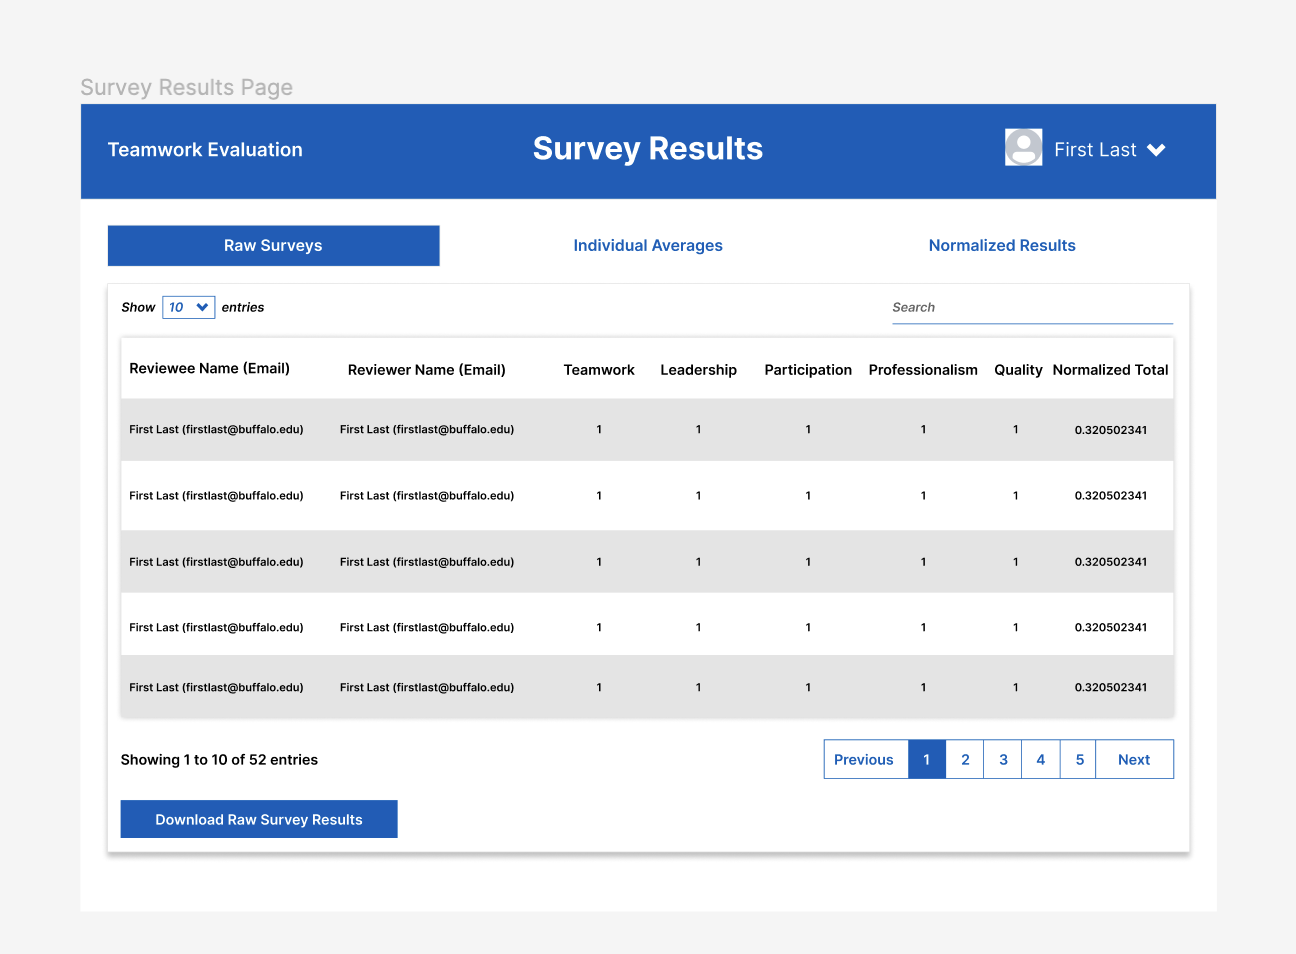 Survey Results Page
Teamwork Evaluation Survey Results First Last
Raw Surveys Individual Averages Normalized Results
Show 10 entries Search
Reviewee Name (Email) Reviewer Name (Email) Teamwork Leadership Participation Professionalism Quality Normalized Total
First Last (firstlast@buffalo.edu) First Last (firstlast@buffalo.edu) 1 1 1 1 1 0.320502341
First Last (firstlast@buffalo.edu) First Last (firstlast@buffalo.edu) 1 1 1 1 1 0.320502341
First Last (firstlast@buffalo.edu) First Last (firstlast@buffalo.edu) 1 1 1 1 1 0.320502341
First Last (firstlast@buffalo.edu) First Last (firstlast@buffalo.edu) 1 1 1 1 1 0.320502341
First Last (firstlast@buffalo.edu) First Last (firstlast@buffalo.edu) 1 1 1 1 1 0.320502341
Showing 1 to 10 of 52 entries Previous 1 2 3 4 5 Next
Download Raw Survey Results